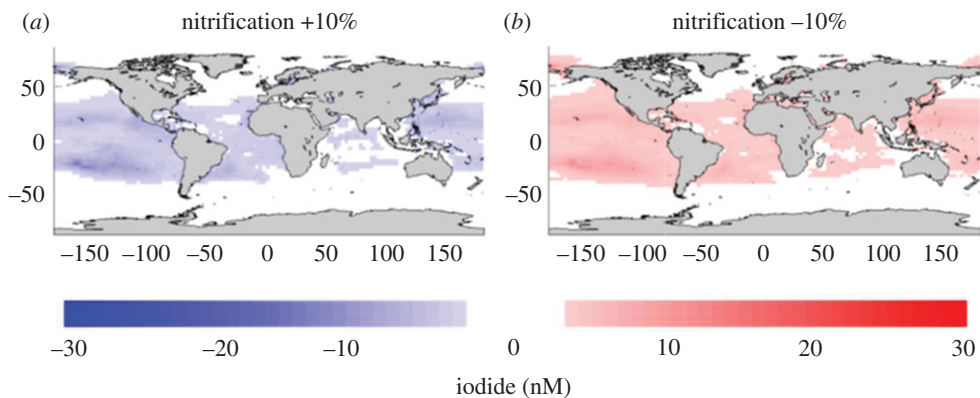 (a) nitrification +10%
(b) nitrification –10%
50
0
–50
–150 –100 –50 0 50 100 150
50
0
–50
–150 –100 –50 0 50 100 150
–30 –20 –10 0 10 20 30
iodide (nM)